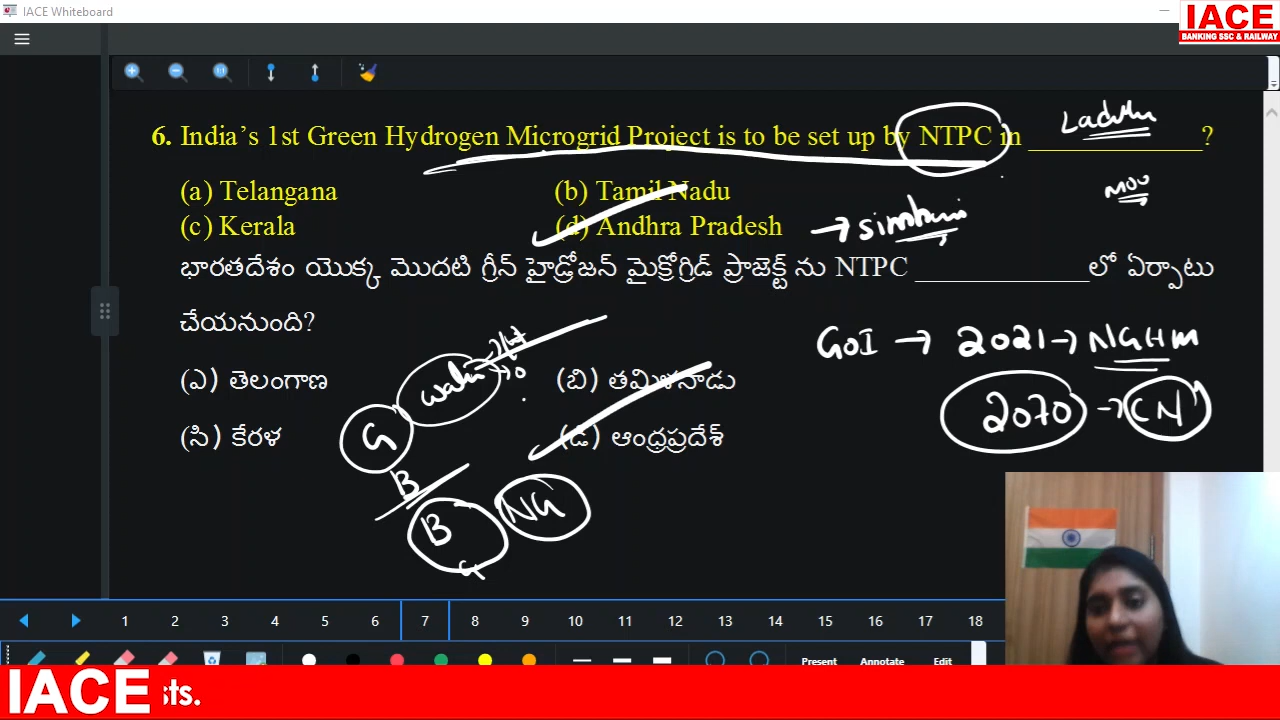 IACE Whiteboard
IACE
BANKING SSC & RAILWAY
6. India's 1st Green Hydrogen Microgrid Project is to be set up by NTPC in ____________ ?
Ladakh
(a) Telangana
(b) Tamil Nadu
MOU
(c) Kerala
(d) Andhra Pradesh
→
భారతదేశం యొక్క మొదటి గ్రీన్ హైడ్రోజన్ మైక్రోగ్రిడ్ ప్రాజెక్ట్ ను NTPC ____________ లో ఏర్పాటు
చేయనుంది?
GOI → 2021 → NGHM
(ఎ) తెలంగాణ
water
(బి) తమిళనాడు
2070 → CN
(సి) కేరళ
G
(డి) ఆంధ్రప్రదేశ్
B
B
NG
1 2 3 4 5 6 7 8 9 10 11 12 13 14 15 16 17 18
Present Annotate Edit
IACE sts.